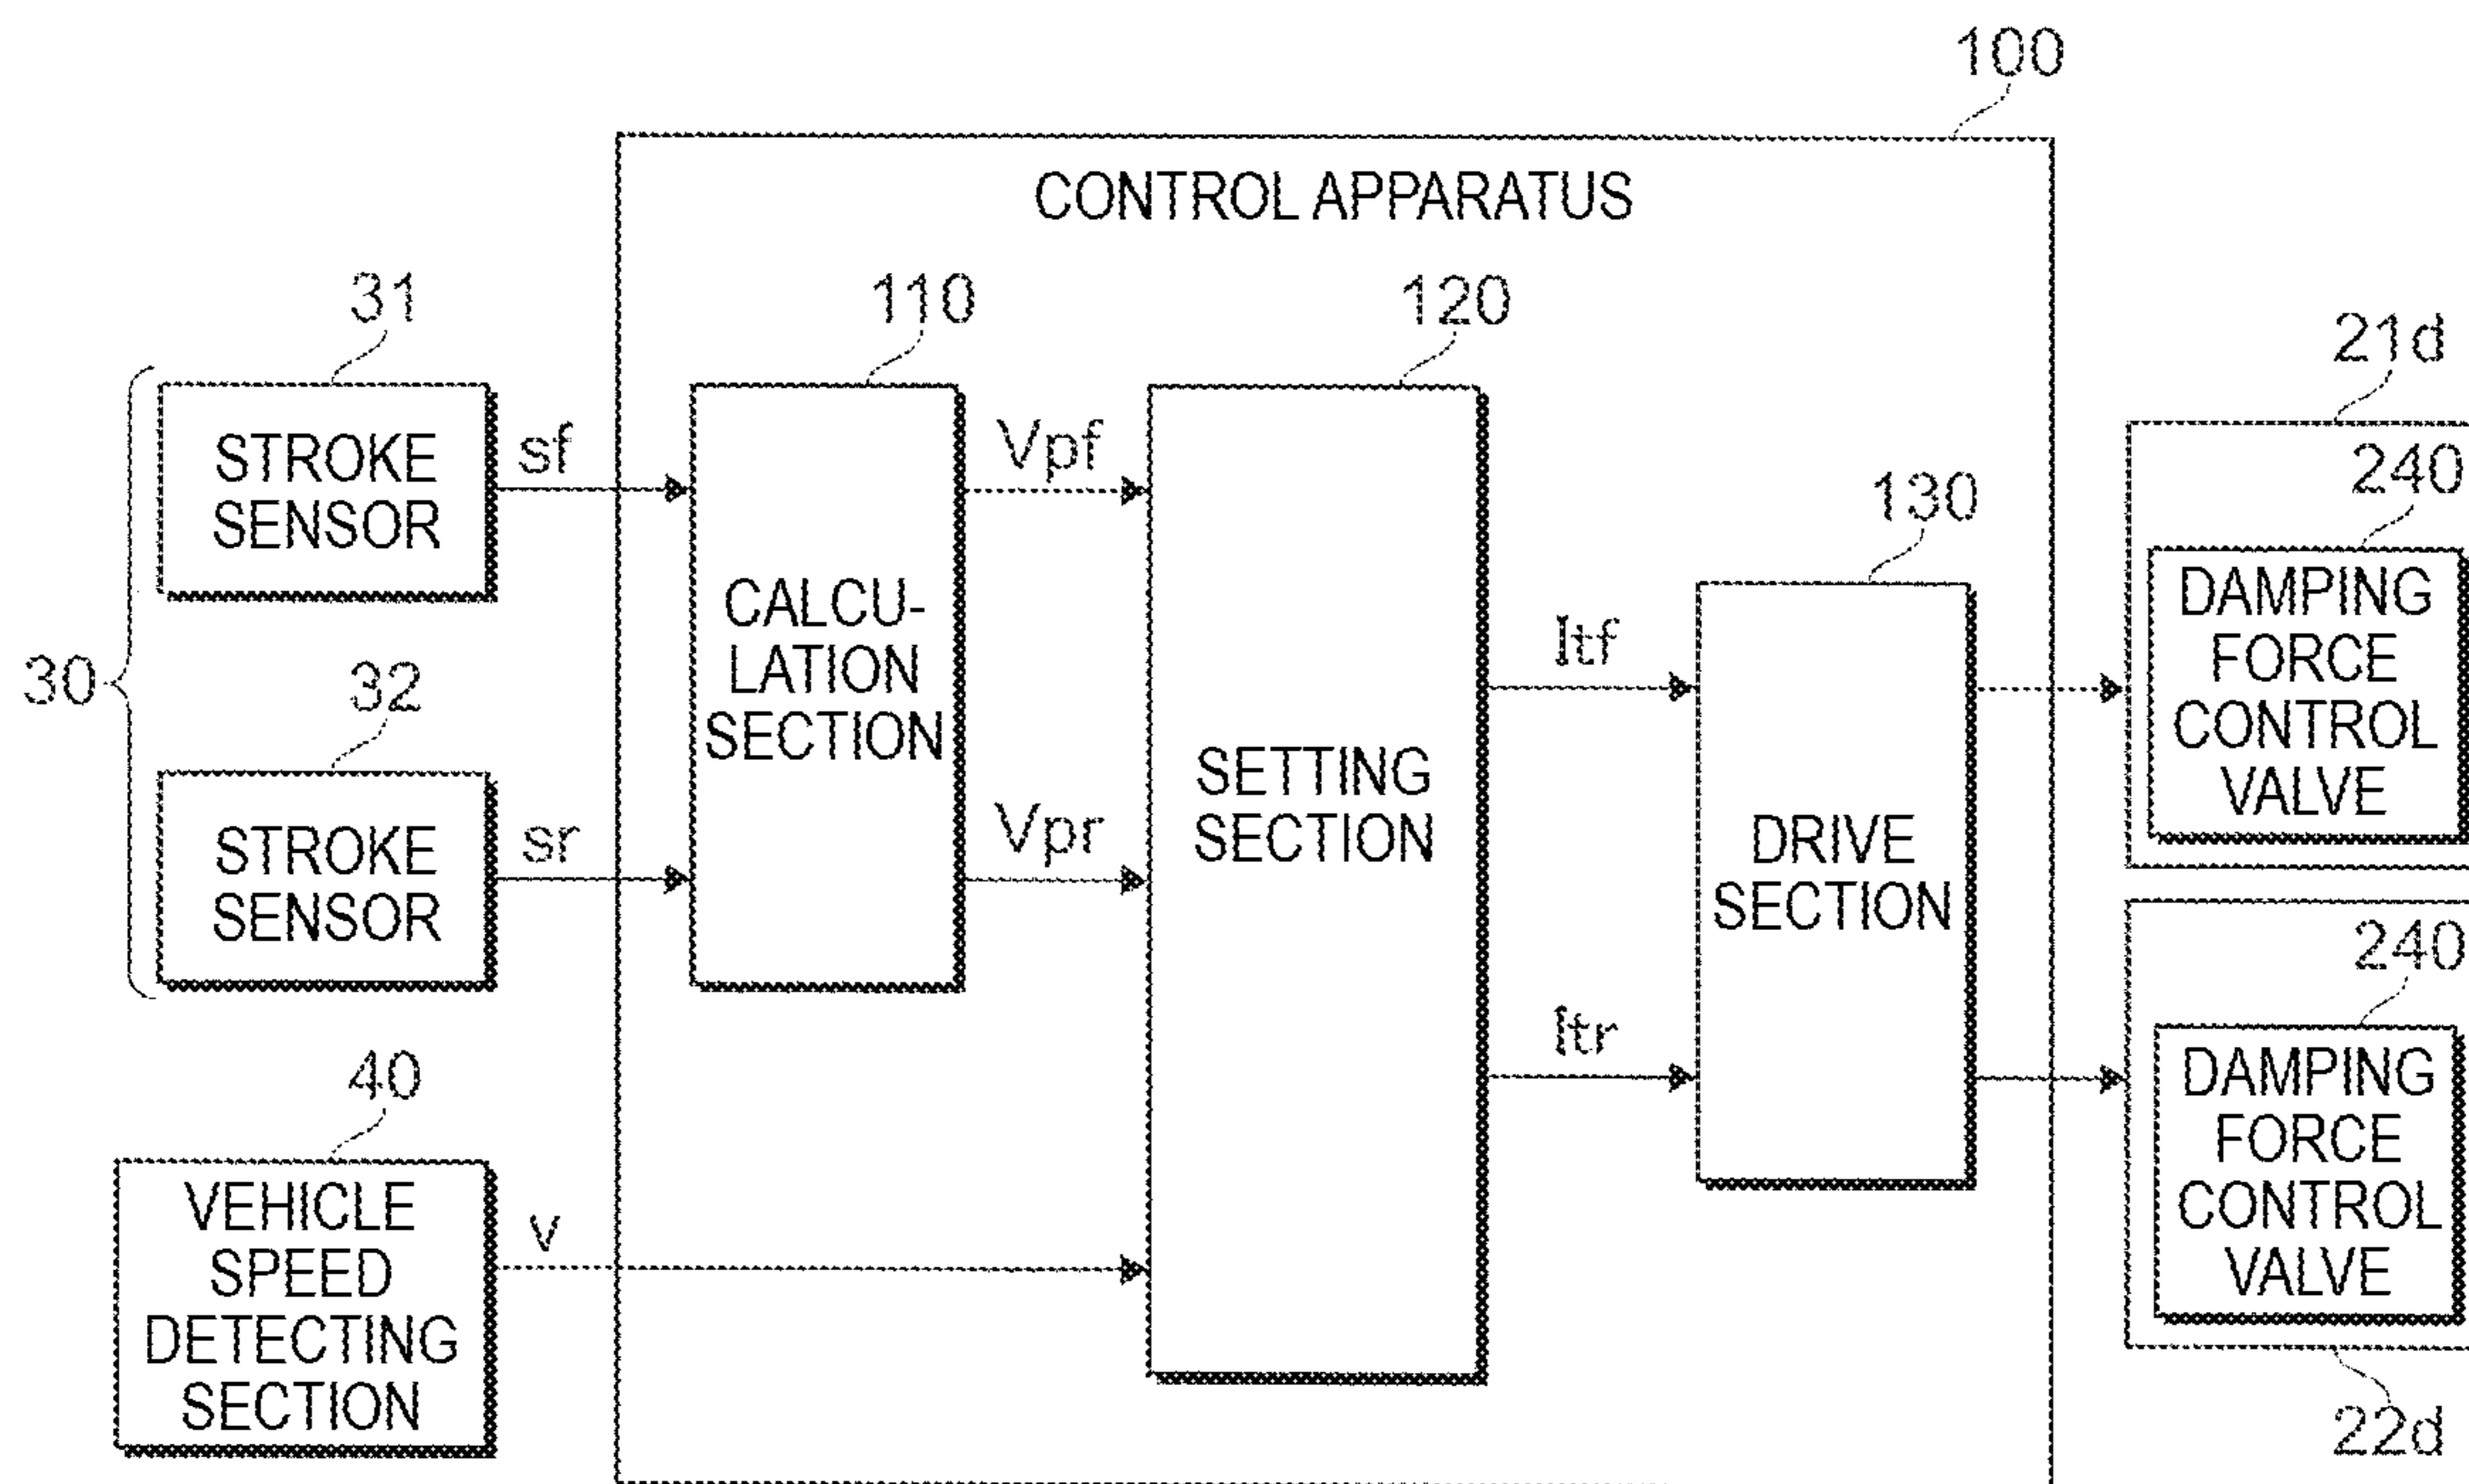 100
CONTROL APPARATUS
31
110
120
21d
STROKE
SENSOR
sf
Vpf
240
130
CALCU-
LATION
SECTION
DAMPING
FORCE
CONTROL
VALVE
Itf
30
32
SETTING
SECTION
STROKE
SENSOR
sr
Vpr
DRIVE
SECTION
240
Itr
40
DAMPING
FORCE
CONTROL
VALVE
VEHICLE
SPEED
DETECTING
SECTION
v
22d